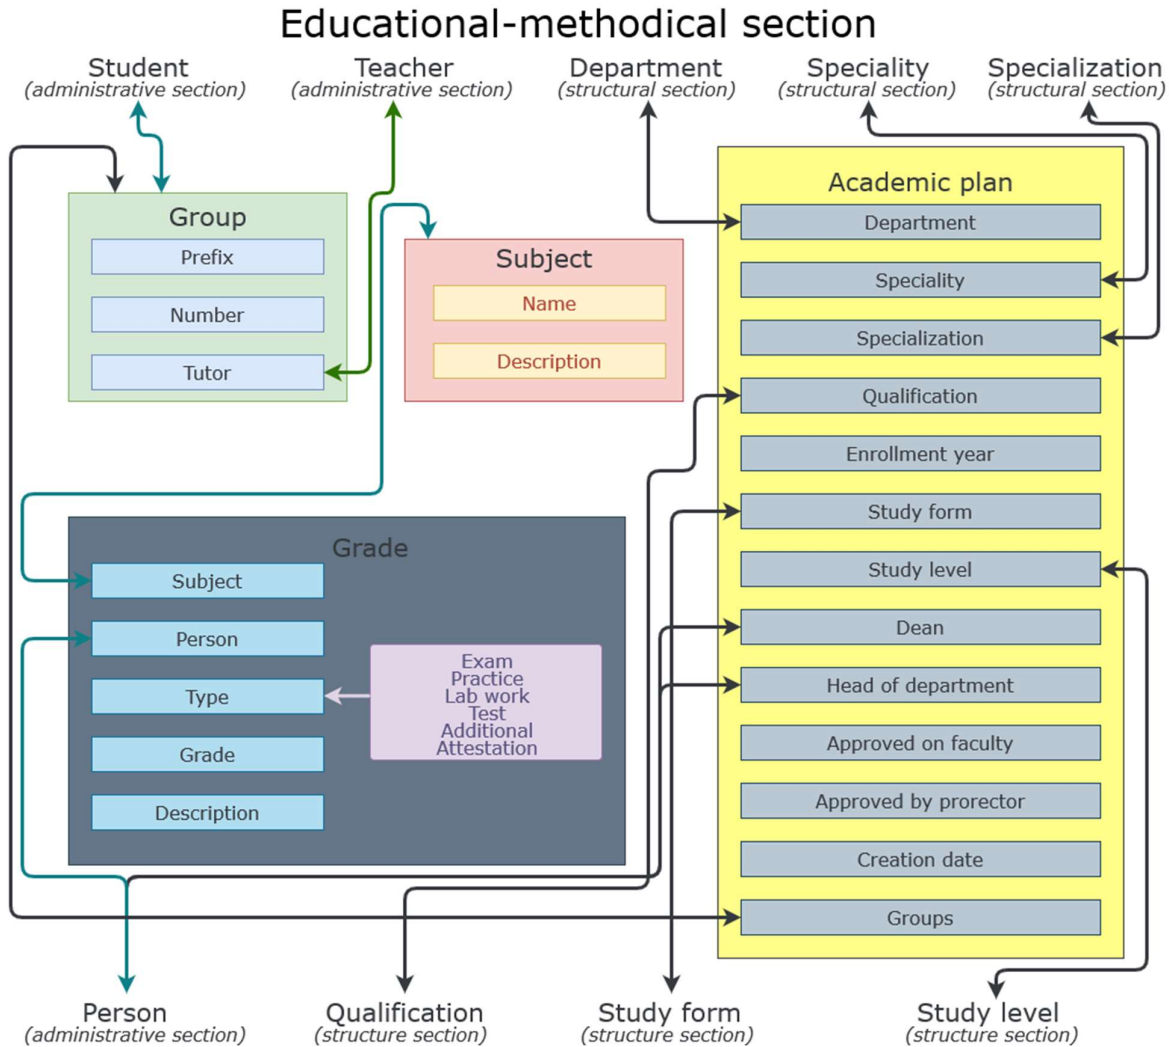 Educational-methodical section
Student
(administrative section)
Teacher
(administrative section)
Department
(structural section)
Speciality
(structural section)
Specialization
(structural section)
Group
Prefix
Number
Tutor
Subject
Name
Description
Academic plan
Department
Speciality
Specialization
Qualification
Enrollment year
Study form
Study level
Dean
Head of department
Approved on faculty
Approved by prorector
Creation date
Groups
Grade
Subject
Person
Type
Grade
Description
Exam
Practice
Lab work
Test
Additional
Attestation
Person
(administrative section)
Qualification
(structure section)
Study form
(structure section)
Study level
(structure section)